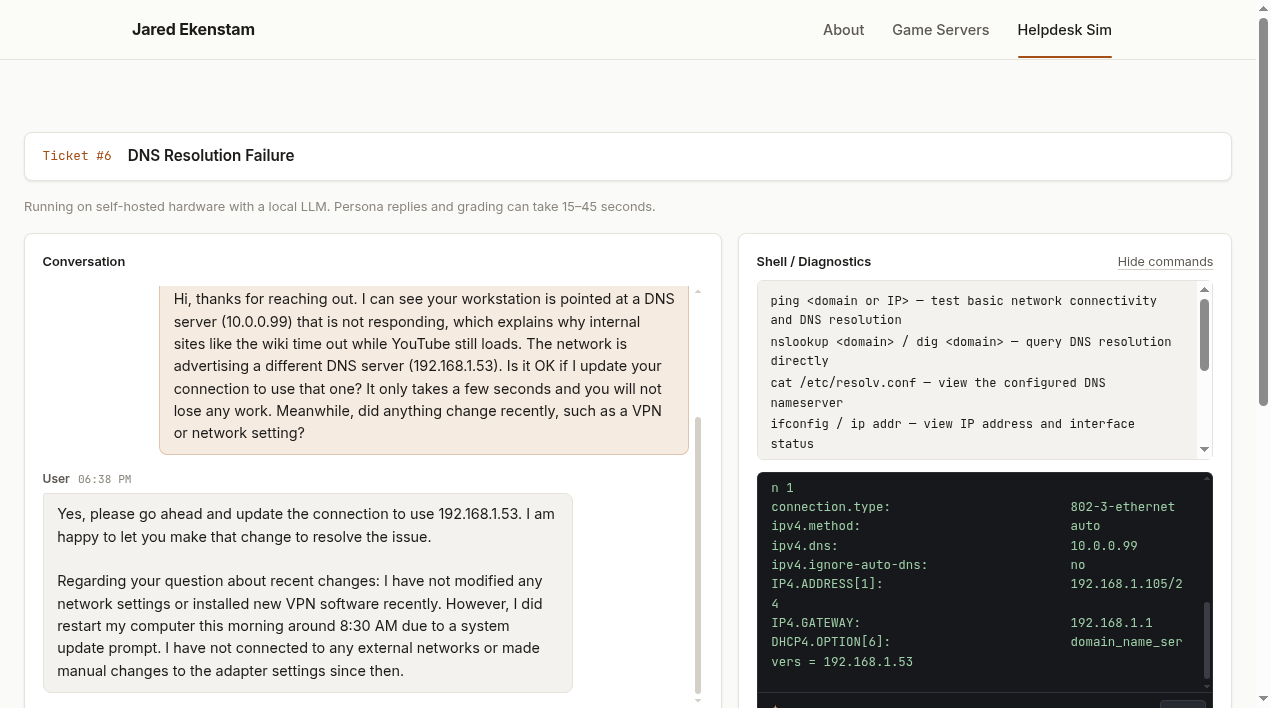 Jared Ekenstam
About
Game Servers
Helpdesk Sim
Ticket #6 DNS Resolution Failure
Running on self-hosted hardware with a local LLM. Persona replies and grading can take 15–45 seconds.
Conversation
Hi, thanks for reaching out. I can see your workstation is pointed at a DNS
server (10.0.0.99) that is not responding, which explains why internal
sites like the wiki time out while YouTube still loads. The network is
advertising a different DNS server (192.168.1.53). Is it OK if I update your
connection to use that one? It only takes a few seconds and you will not
lose any work. Meanwhile, did anything change recently, such as a VPN
or network setting?
User 06:38 PM
Yes, please go ahead and update the connection to use 192.168.1.53. I am
happy to let you make that change to resolve the issue.
Regarding your question about recent changes: I have not modified any
network settings or installed new VPN software recently. However, I did
restart my computer this morning around 8:30 AM due to a system
update prompt. I have not connected to any external networks or made
manual changes to the adapter settings since then.
Shell / Diagnostics
Hide commands
ping <domain or IP> — test basic network connectivity
and DNS resolution
nslookup <domain> / dig <domain> — query DNS resolution
directly
cat /etc/resolv.conf — view the configured DNS
nameserver
ifconfig / ip addr — view IP address and interface
status
n 1
connection.type: 802-3-ethernet
ipv4.method: auto
ipv4.dns: 10.0.0.99
ipv4.ignore-auto-dns: no
IP4.ADDRESS[1]: 192.168.1.105/2
4
IP4.GATEWAY: 192.168.1.1
DHCP4.OPTION[6]: domain_name_ser
vers = 192.168.1.53